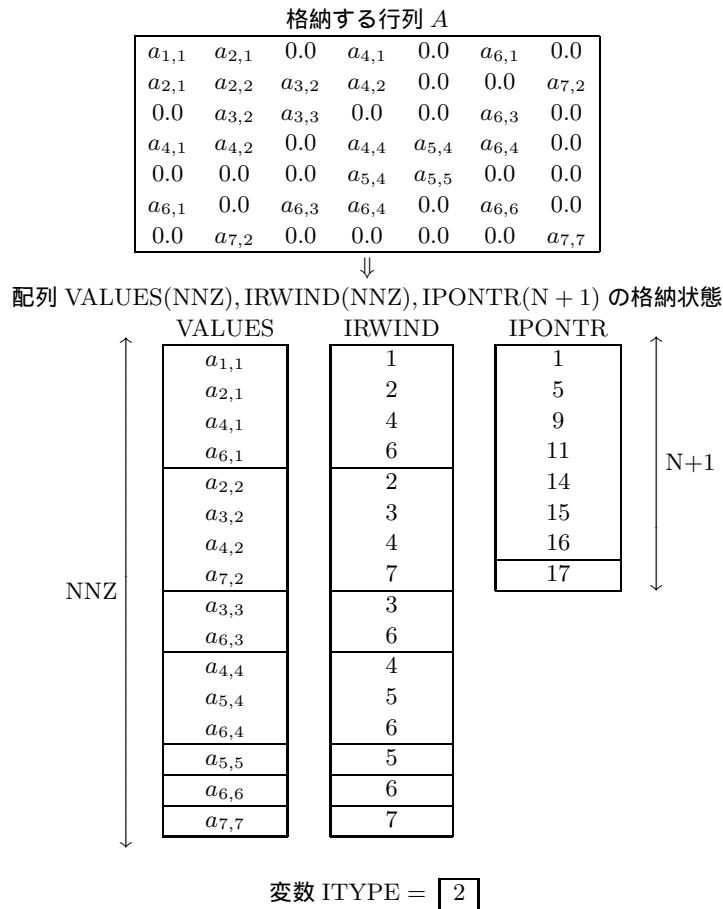 格納する行列 A
a1,1 a2,1 0.0 a4,1 0.0 a6,1 0.0
a2,1 a2,2 a3,2 a4,2 0.0 0.0 a7,2
0.0 a3,2 a3,3 0.0 0.0 a6,3 0.0
a4,1 a4,2 0.0 a4,4 a5,4 a6,4 0.0
0.0 0.0 0.0 a5,4 a5,5 0.0 0.0
a6,1 0.0 a6,3 a6,4 0.0 a6,6 0.0
0.0 a7,2 0.0 0.0 0.0 0.0 a7,7
⇓
配列 VALUES(NNZ), IRWIND(NNZ), IPONTR(N + 1) の格納状態
VALUES IRWIND IPONTR
a1,1 1 1
a2,1 2 5
a4,1 4 9
a6,1 6 11
N+1
a2,2 2 14
a3,2 3 15
a4,2 4 16
a7,2 7 17
NNZ
a3,3 3
a6,3 6
a4,4 4
a5,4 5
a6,4 6
a5,5 5
a6,6 6
a7,7 7
変数 ITYPE = 2